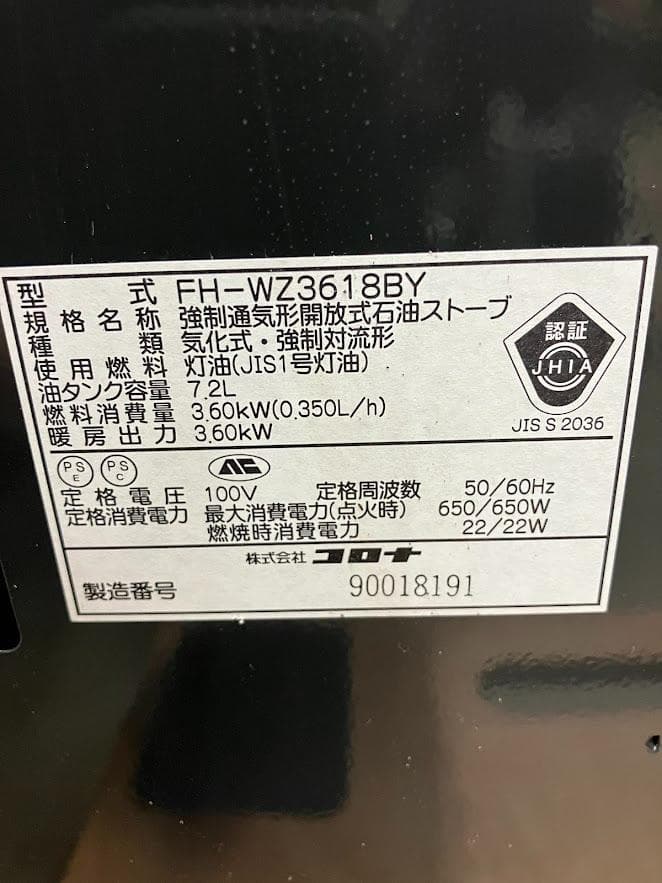 型式 FH-WZ3618BY
規格名称 強制通気形開放式石油ストーブ
種類 気化式・強制対流形
使用燃料 灯油(JIS1号灯油)
油タンク容量 7.2L
燃料消費量 3.60kW(0.350L/h)
暖房出力 3.60kW
認証
JHIA
JIS S 2036
PS E PS C
定格電圧 100V 定格周波数 50/60Hz
定格消費電力 最大消費電力(点火時) 650/650W
燃焼時消費電力 22/22W
株式会社 コロナ
製造番号 90018191